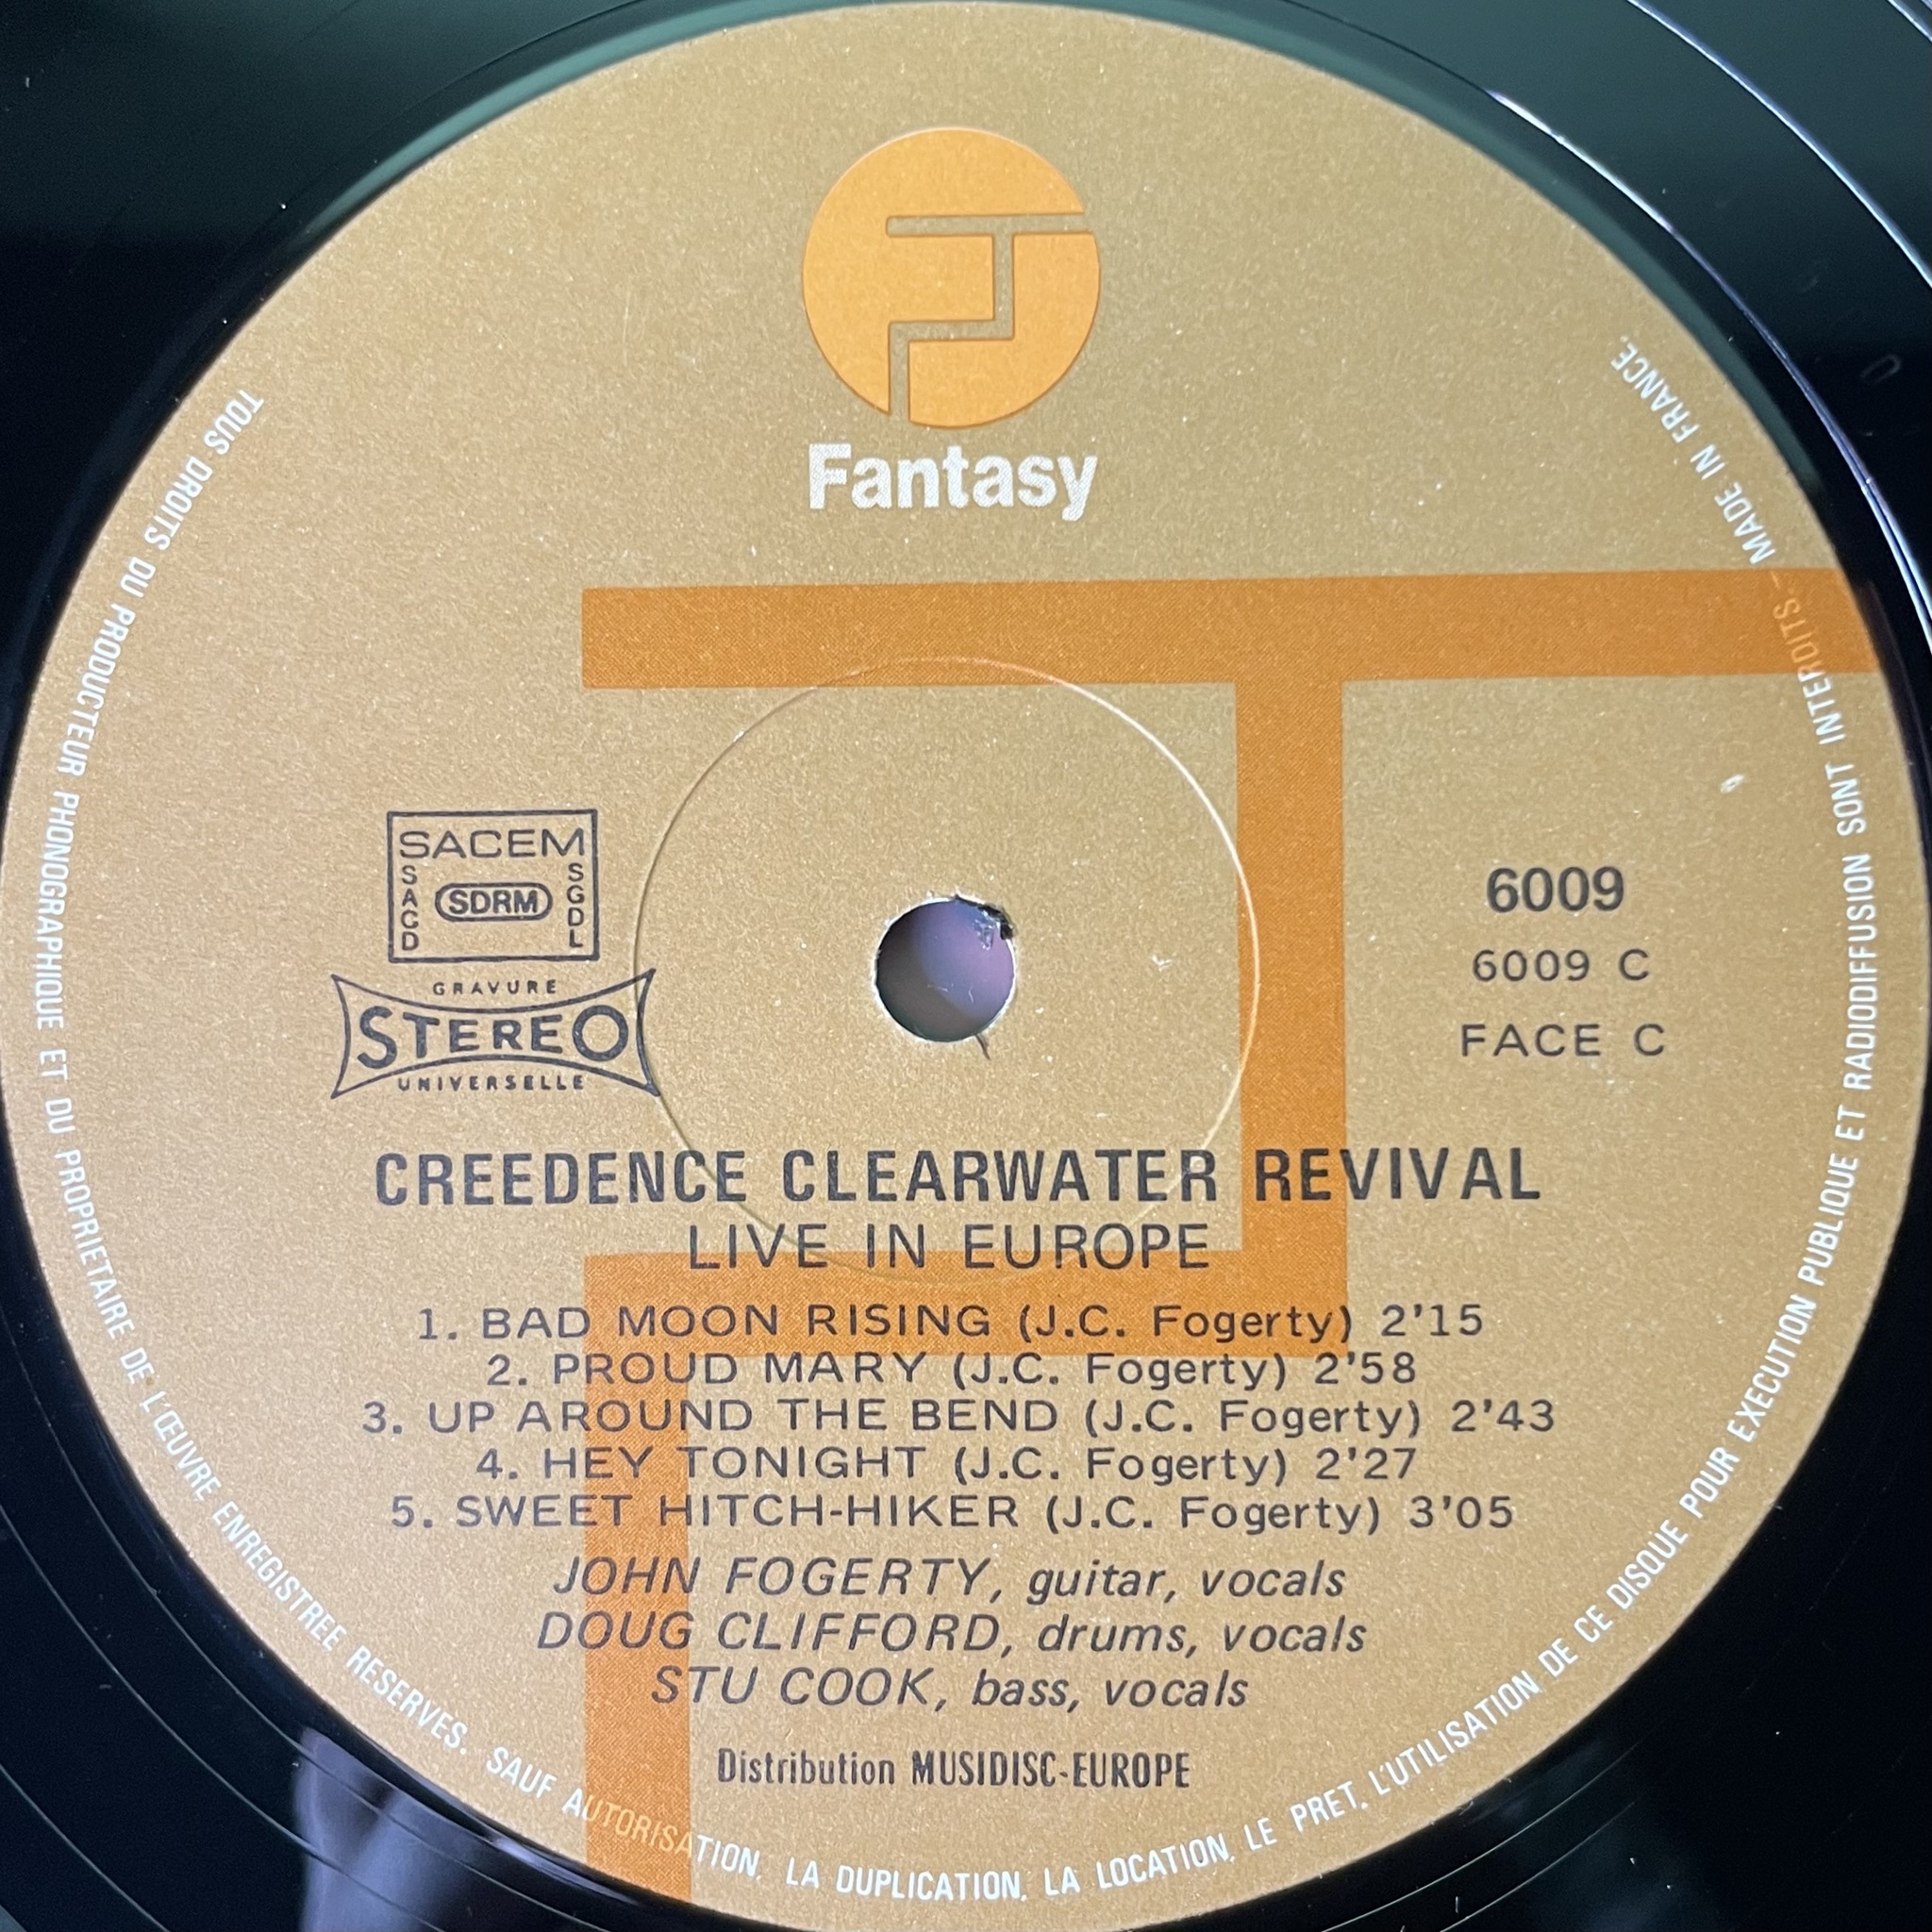 Fantasy
SACEM
SACD
SDRM
SGDL
GRAVURE
STEREO
UNIVERSELLE
6009
6009 C
FACE C
CREEDENCE CLEARWATER REVIVAL
LIVE IN EUROPE
1. BAD MOON RISING (J.C. Fogerty) 2'15
2. PROUD MARY (J.C. Fogerty) 2'58
3. UP AROUND THE BEND (J.C. Fogerty) 2'43
4. HEY TONIGHT (J.C. Fogerty) 2'27
5. SWEET HITCH-HIKER (J.C. Fogerty) 3'05
JOHN FOGERTY, guitar, vocals
DOUG CLIFFORD, drums, vocals
STU COOK, bass, vocals
Distribution MUSIDISC-EUROPE
TOUS DROITS DU PRODUCTEUR PHONOGRAPHIQUE ET DU PROPRIETAIRE DE L'ŒUVRE ENREGISTREE RESERVES. SAUF AUTORISATION, LA DUPLICATION, LA LOCATION, LE PRET, L'UTILISATION DE CE DISQUE POUR EXECUTION PUBLIQUE ET RADIODIFFUSION SONT INTERDITS.- MADE IN FRANCE.